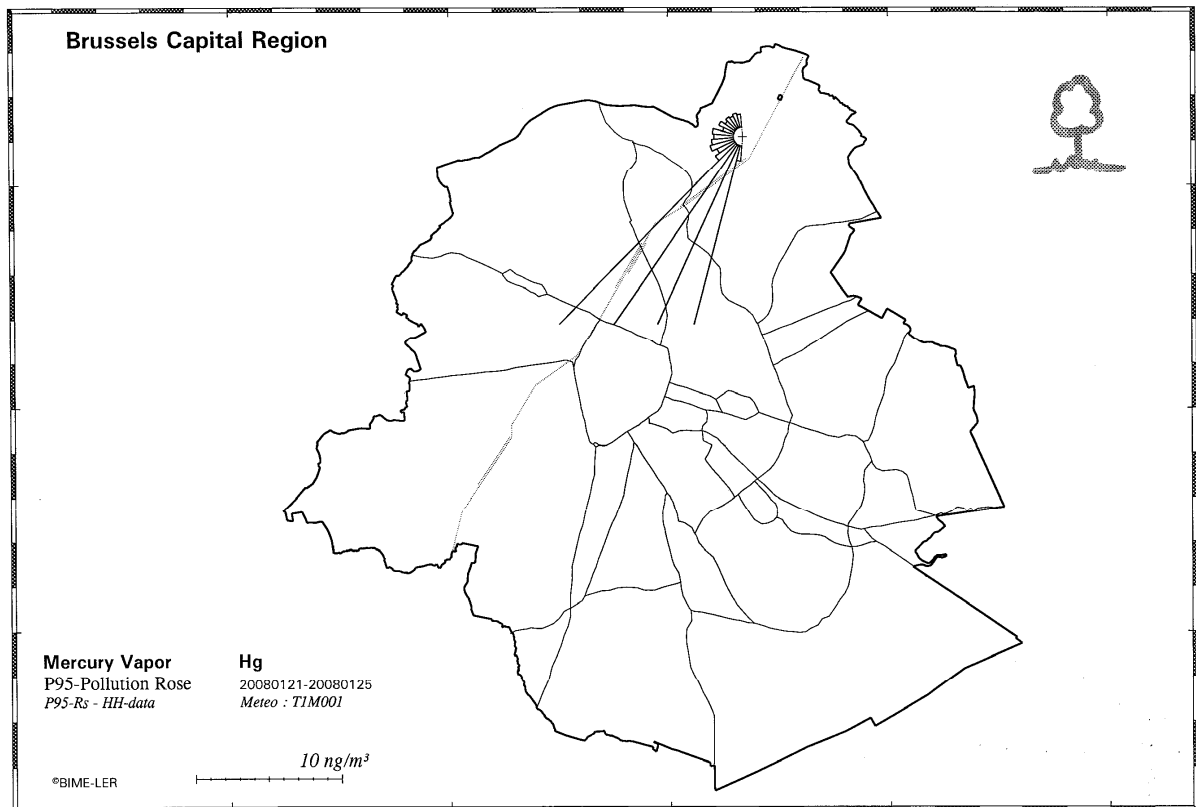 Brussels Capital Region
Mercury Vapor Hg
P95-Pollution Rose 20080121-20080125
P95-Rs - HH-data Meteo : T1M001
10 ng/m³
©BIME-LER